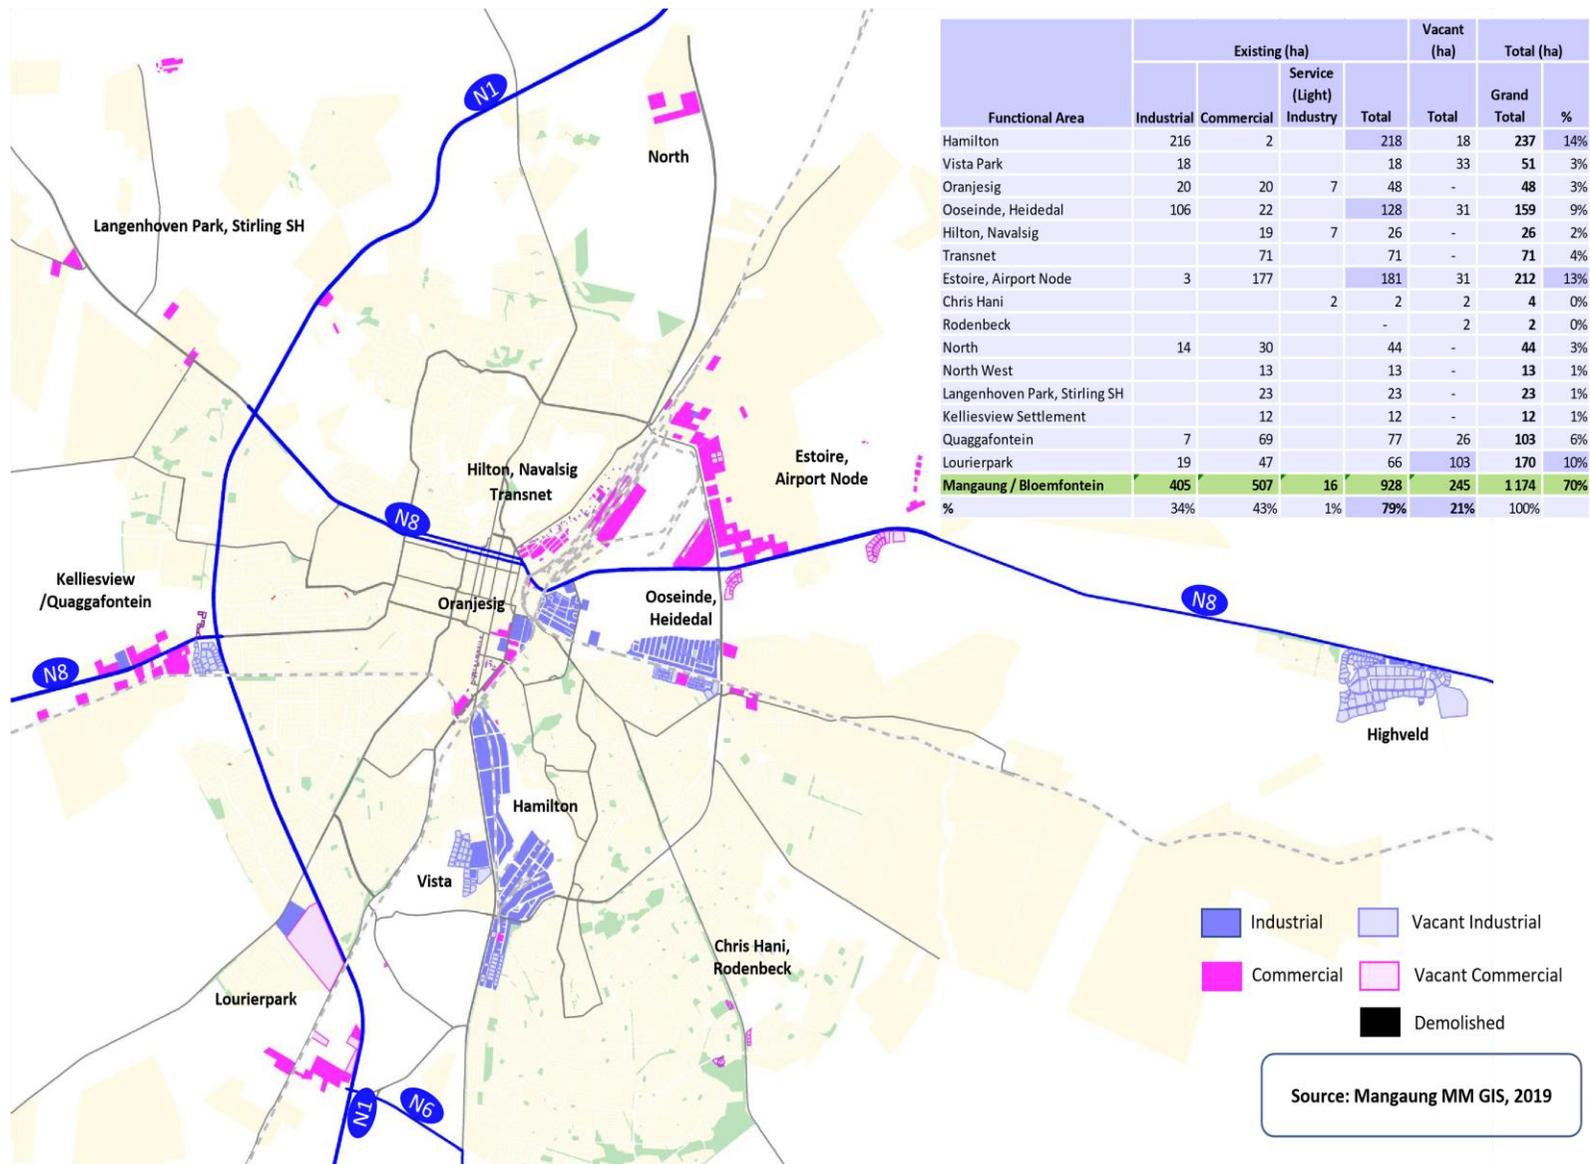 N1
North
Langenhoven Park, Stirling SH
Hilton, Navalsig
Transnet
Estoire,
Airport Node
N8
Kelliesview
/Quaggafontein
Oranjesig
Ooseinde,
Heidedal
N8
N8
Highveld
Hamilton
Vista
Chris Hani,
Rodenbeck
Lourierpark
N1
N6
Existing (ha) Vacant (ha) Total (ha)
Functional Area Industrial Commercial Service (Light) Industry Total Total Grand Total %
Hamilton 216 2 218 18 237 14%
Vista Park 18 18 33 51 3%
Oranjesig 20 20 7 48 - 48 3%
Ooseinde, Heidedal 106 22 128 31 159 9%
Hilton, Navalsig 19 7 26 - 26 2%
Transnet 71 71 - 71 4%
Estoire, Airport Node 3 177 181 31 212 13%
Chris Hani 2 2 2 4 0%
Rodenbeck - 2 2 0%
North 14 30 44 - 44 3%
North West 13 13 - 13 1%
Langenhoven Park, Stirling SH 23 23 - 23 1%
Kelliesview Settlement 12 12 - 12 1%
Quaggafontein 7 69 77 26 103 6%
Lourierpark 19 47 66 103 170 10%
Mangaung / Bloemfontein 405 507 16 928 245 1 174 70%
% 34% 43% 1% 79% 21% 100%
Industrial Vacant Industrial
Commercial Vacant Commercial
Demolished
Source: Mangaung MM GIS, 2019